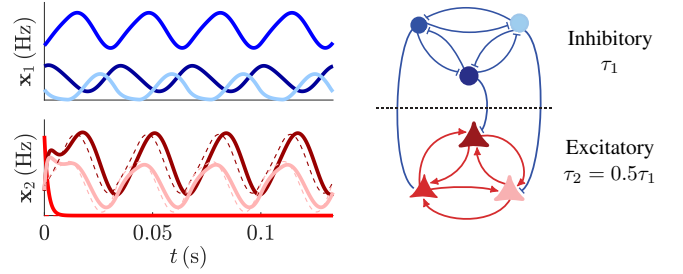 x₁ (Hz)
x₂ (Hz)
0
0.05
0.1
t (s)
Inhibitory
τ₁
Excitatory
τ₂ = 0.5τ₁